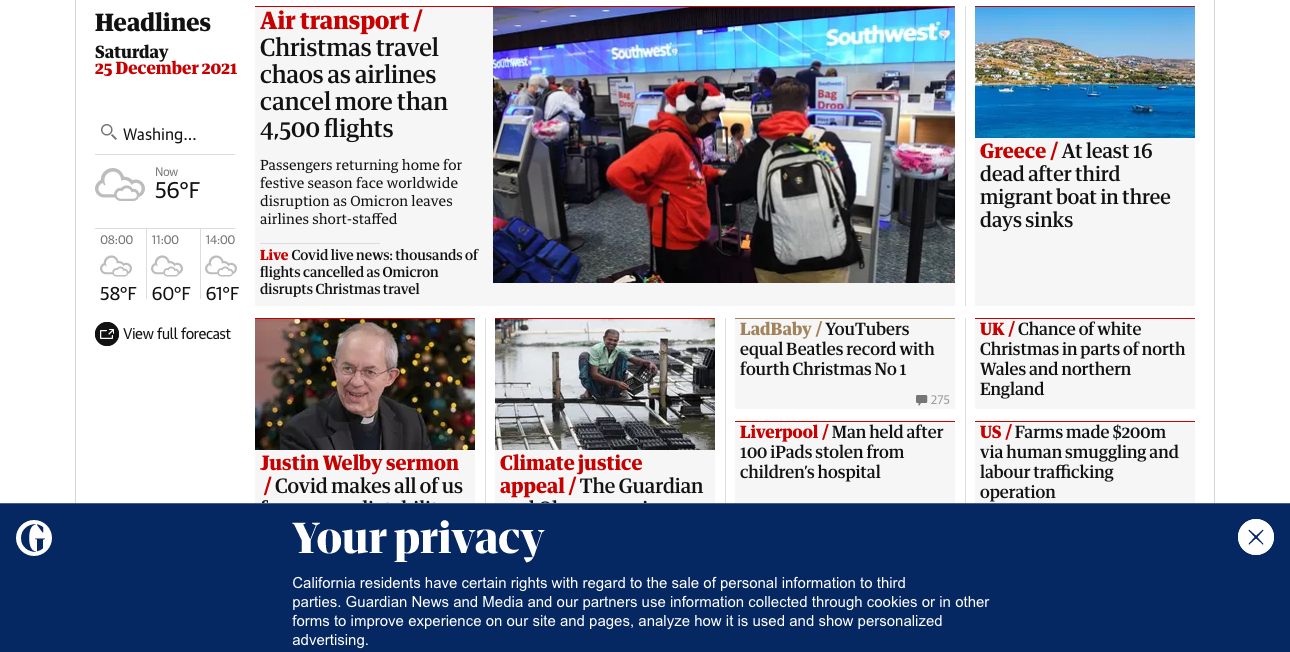 Headlines
Saturday
25 December 2021
Washing...
Now
56°F
08:00
11:00
14:00
58°F
60°F
61°F
View full forecast
Air transport /
Christmas travel
chaos as airlines
cancel more than
4,500 flights
Passengers returning home for
festive season face worldwide
disruption as Omicron leaves
airlines short-staffed
Live Covid live news: thousands of
flights cancelled as Omicron
disrupts Christmas travel
Southwest
Southwest
Southwest
Bag
Drop
Bag
Drop
Greece / At least 16
dead after third
migrant boat in three
days sinks
Justin Welby sermon
/ Covid makes all of us
Climate justice
appeal / The Guardian
LadBaby / YouTubers
equal Beatles record with
fourth Christmas No 1
275
Liverpool / Man held after
100 iPads stolen from
children's hospital
UK / Chance of white
Christmas in parts of north
Wales and northern
England
US / Farms made $200m
via human smuggling and
labour trafficking
operation
Your privacy
California residents have certain rights with regard to the sale of personal information to third
parties. Guardian News and Media and our partners use information collected through cookies or in other
forms to improve experience on our site and pages, analyze how it is used and show personalized
advertising.